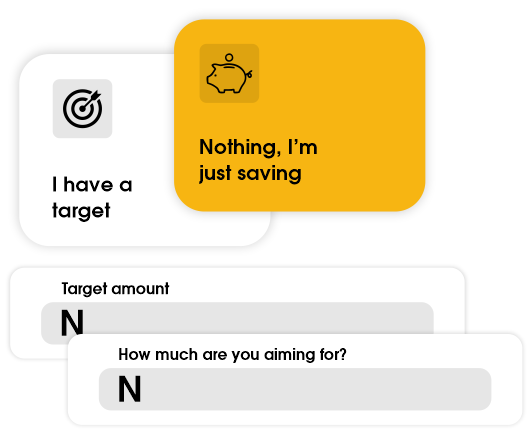 Nothing, I'm
just saving
I have a
target
Target amount
N
How much are you aiming for?
N